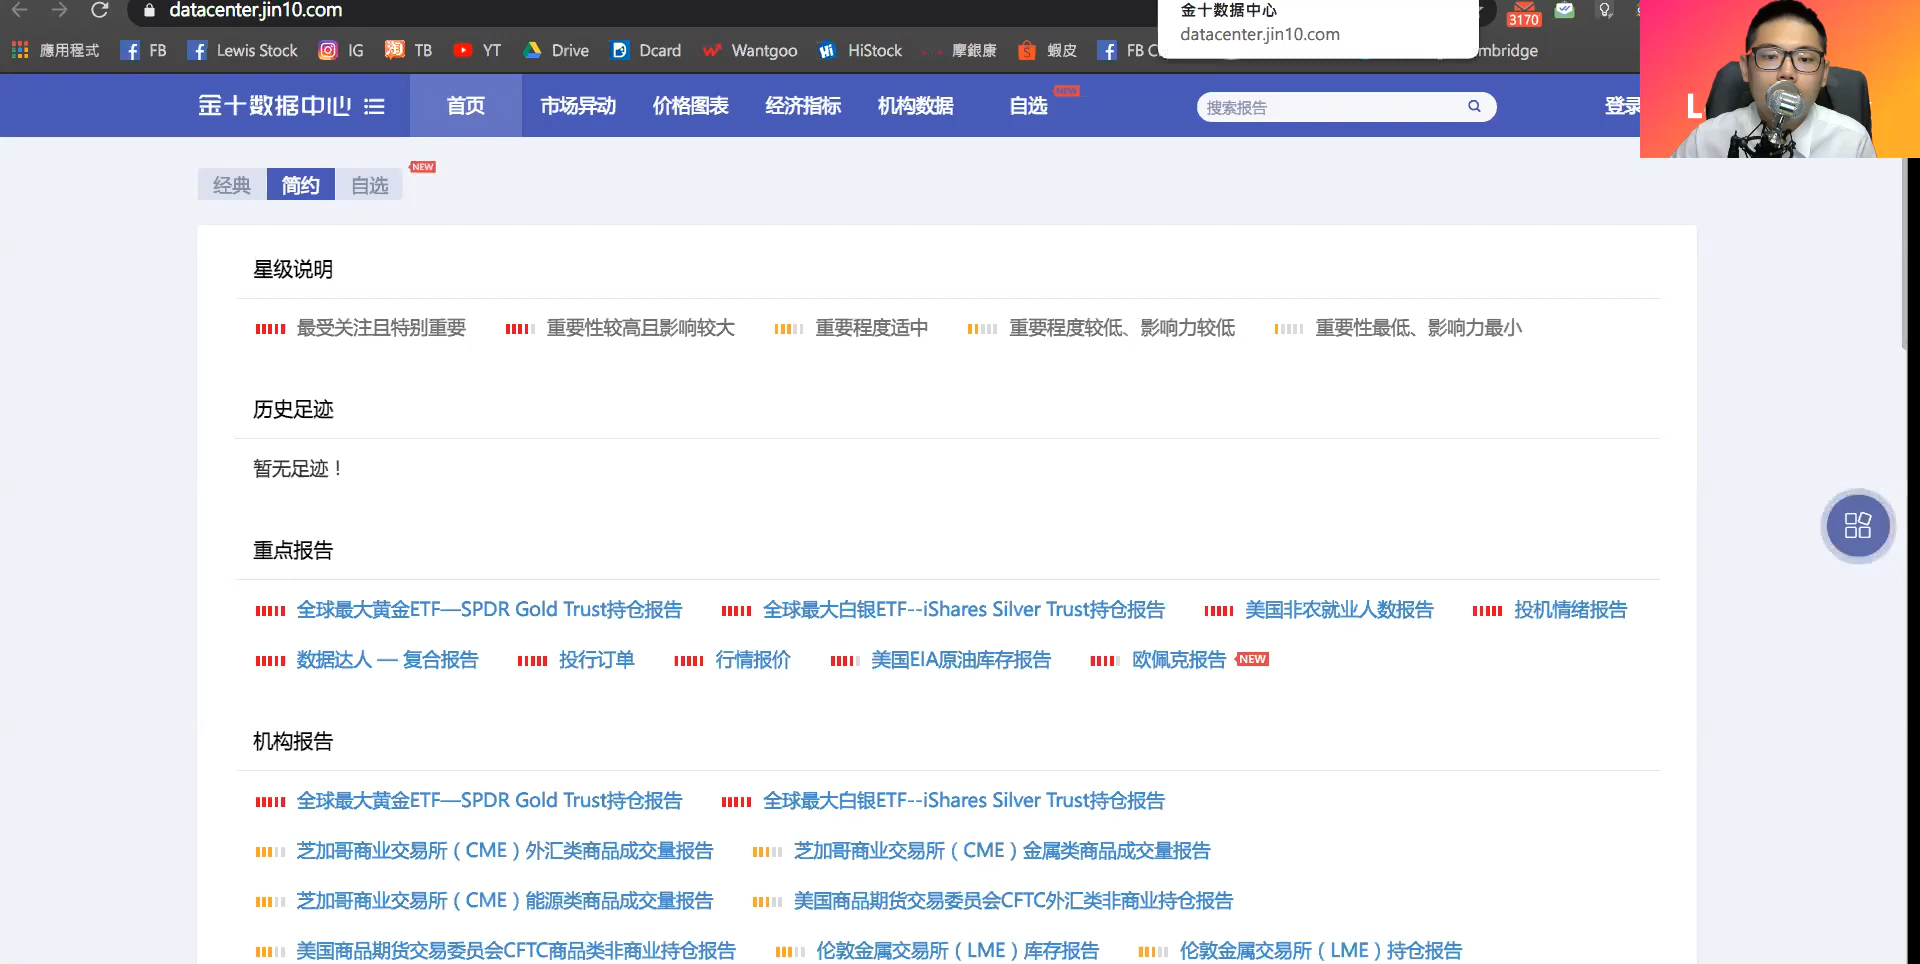 datacenter.jin10.com
金十数据中心
datacenter.jin10.com
3170
應用程式 FB Lewis Stock IG TB YT Drive Dcard Wantgoo HiStock 摩銀康 蝦皮 FB C mbridge
金十数据中心 首页 市场异动 价格图表 经济指标 机构数据 自选 NEW 搜索报告 登录
L
经典 简约 自选 NEW
星级说明
最受关注且特别重要 重要性较高且影响较大 重要程度适中 重要程度较低、影响力较低 重要性最低、影响力最小
历史足迹
暂无足迹！
重点报告
全球最大黄金ETF—SPDR Gold Trust持仓报告 全球最大白银ETF--iShares Silver Trust持仓报告 美国非农就业人数报告 投机情绪报告
数据达人 — 复合报告 投行订单 行情报价 美国EIA原油库存报告 欧佩克报告 NEW
机构报告
全球最大黄金ETF—SPDR Gold Trust持仓报告 全球最大白银ETF--iShares Silver Trust持仓报告
芝加哥商业交易所（CME）外汇类商品成交量报告 芝加哥商业交易所（CME）金属类商品成交量报告
芝加哥商业交易所（CME）能源类商品成交量报告 美国商品期货交易委员会CFTC外汇类非商业持仓报告
美国商品期货交易委员会CFTC商品类非商业持仓报告 伦敦金属交易所（LME）库存报告 伦敦金属交易所（LME）持仓报告